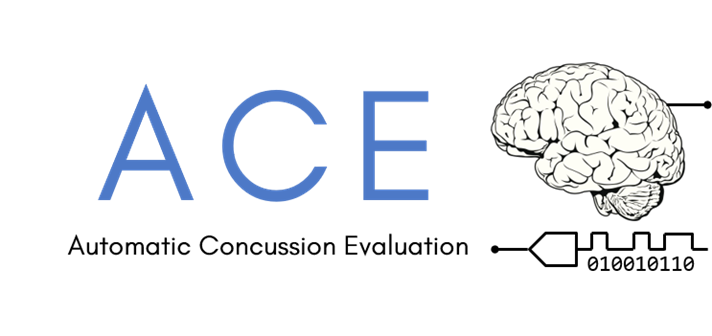 ACE
Automatic Concussion Evaluation
010010110